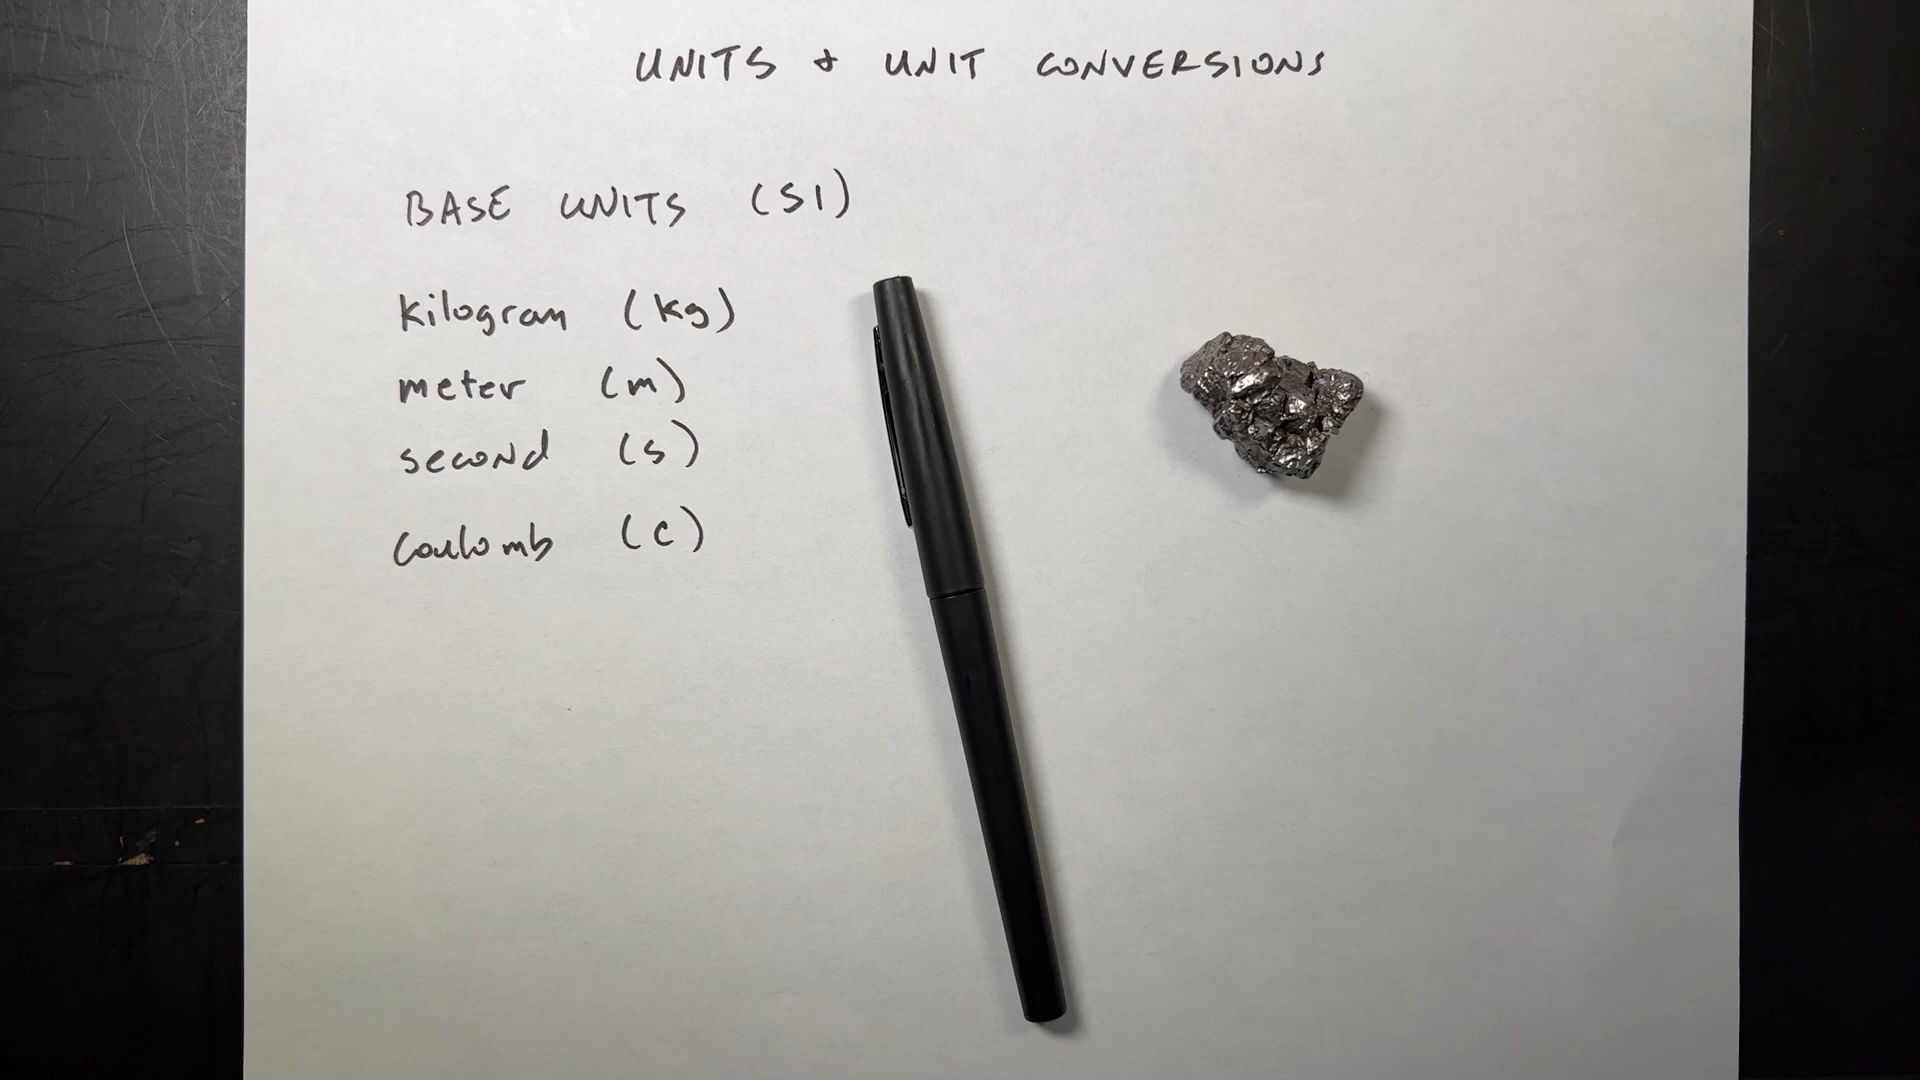 UNITS + UNIT CONVERSIONS
BASE UNITS (SI)
kilogram (kg)
meter (m)
second (s)
coulomb (C)